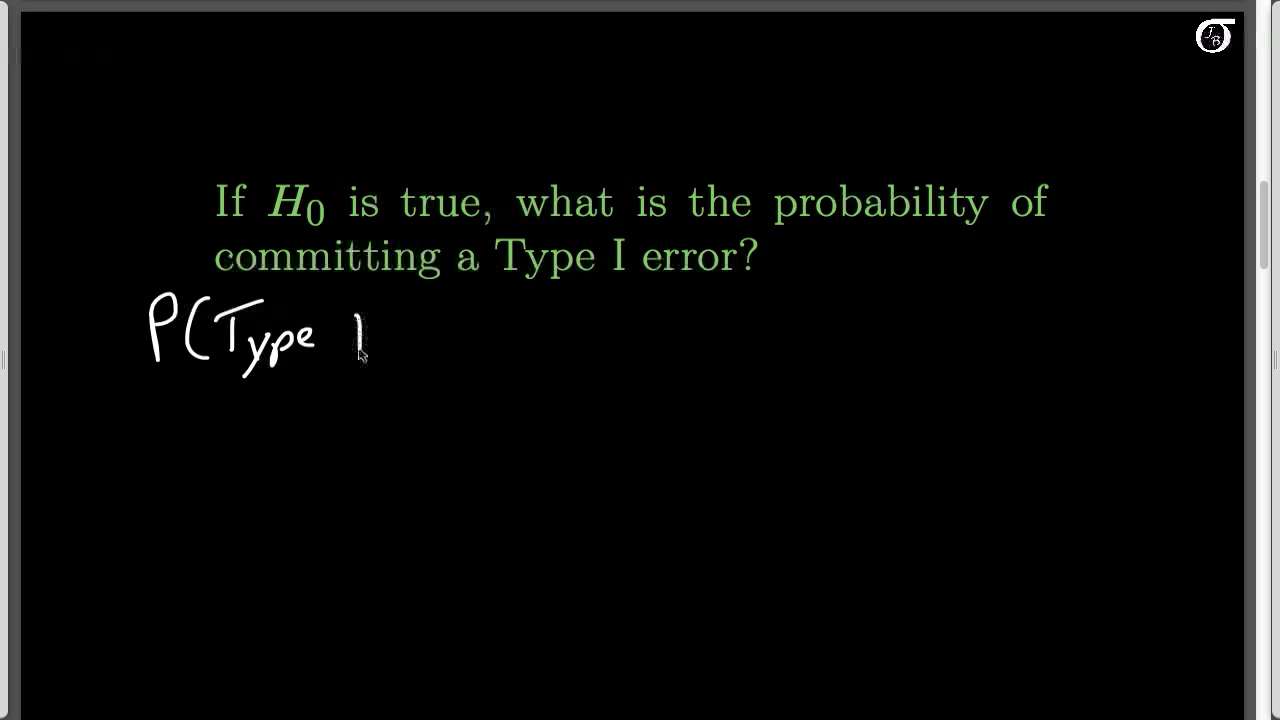 If H₀ is true, what is the probability of
committing a Type I error?
P(Type I